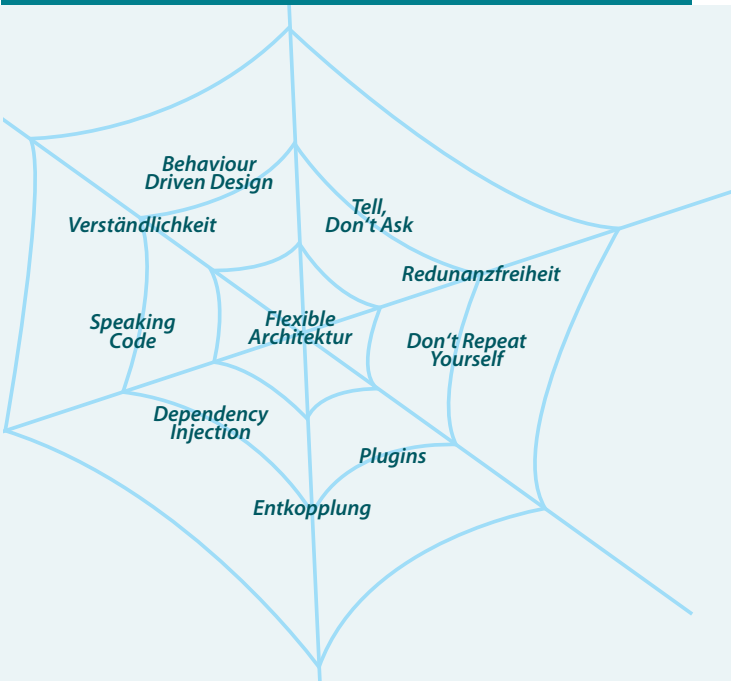 Behaviour
Driven Design
Tell,
Don't Ask
Verständlichkeit
Redunanzfreiheit
Speaking
Code
Flexible
Architektur
Don't Repeat
Yourself
Dependency
Injection
Plugins
Entkopplung